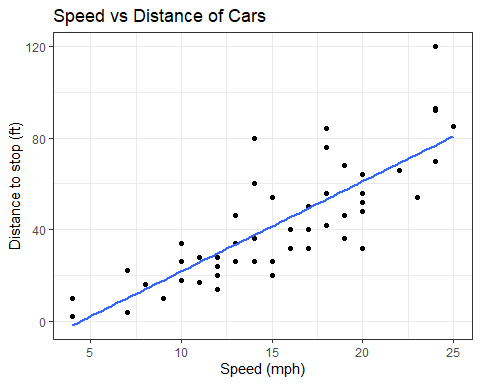 Speed vs Distance of Cars
120
80
40
0
Distance to stop (ft)
5 10 15 20 25
Speed (mph)